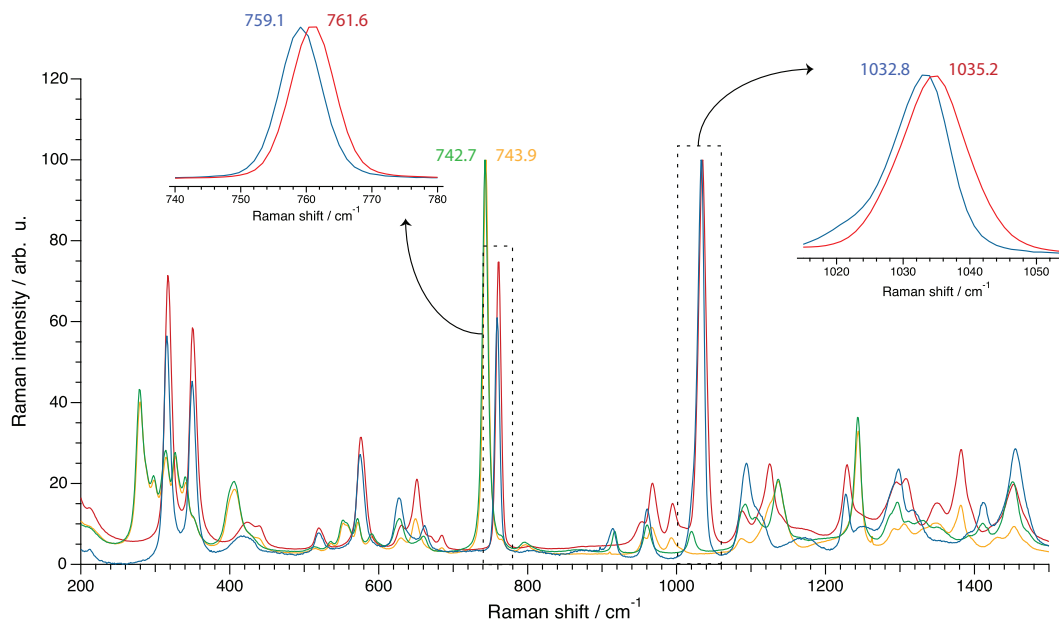 759.1 761.6
740 750 760 770 780
Raman shift / cm-1
1032.8 1035.2
1020 1030 1040 1050
Raman shift / cm-1
742.7 743.9
120
100
80
60
40
20
0
Raman intensity / arb. u.
200 400 600 800 1000 1200 1400
Raman shift / cm-1